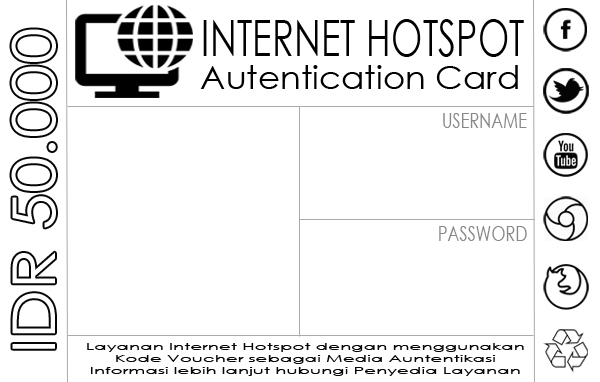 IDR 50.000
INTERNET HOTSPOT
Autentication Card
USERNAME
PASSWORD
Layanan Internet Hotspot dengan menggunakan
Kode Voucher sebagai Media Auntentikasi
Informasi lebih lanjut hubungi Penyedia Layanan
f
You
Tube